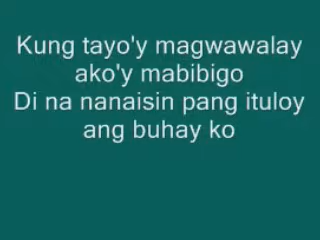 Kung tayo'y magwawalay
ako'y mabibigo
Di na nanaisin pang ituloy
ang buhay ko